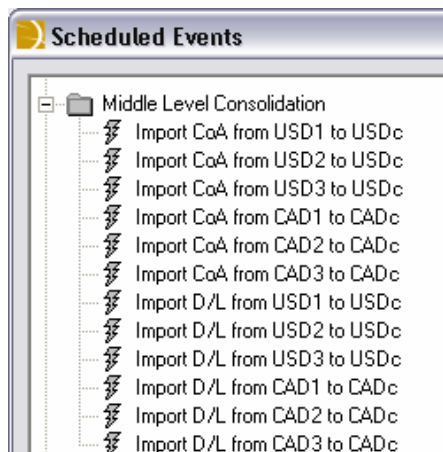 Scheduled Events
Middle Level Consolidation
Import CoA from USD1 to USDc
Import CoA from USD2 to USDc
Import CoA from USD3 to USDc
Import CoA from CAD1 to CADc
Import CoA from CAD2 to CADc
Import CoA from CAD3 to CADc
Import D/L from USD1 to USDc
Import D/L from USD2 to USDc
Import D/L from USD3 to USDc
Import D/L from CAD1 to CADc
Import D/L from CAD2 to CADc
Import D/L from CAD3 to CADc